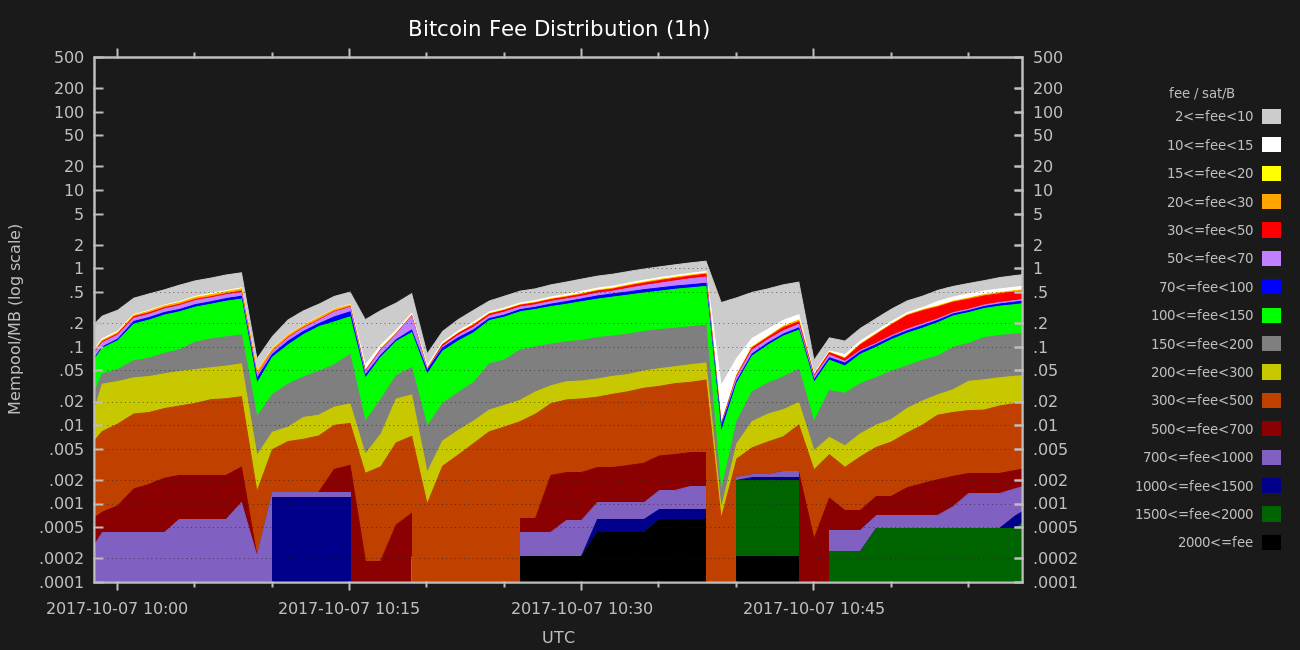 Bitcoin Fee Distribution (1h)
Mempool/MB (log scale)
500
200
100
50
20
10
5
2
1
.5
.2
.1
.05
.02
.01
.005
.002
.001
.0005
.0002
.0001
500
200
100
50
20
10
5
2
1
.5
.2
.1
.05
.02
.01
.005
.002
.001
.0005
.0002
.0001
2017-10-07 10:00 2017-10-07 10:15 2017-10-07 10:30 2017-10-07 10:45
UTC
fee / sat/B
2<=fee<10
10<=fee<15
15<=fee<20
20<=fee<30
30<=fee<50
50<=fee<70
70<=fee<100
100<=fee<150
150<=fee<200
200<=fee<300
300<=fee<500
500<=fee<700
700<=fee<1000
1000<=fee<1500
1500<=fee<2000
2000<=fee